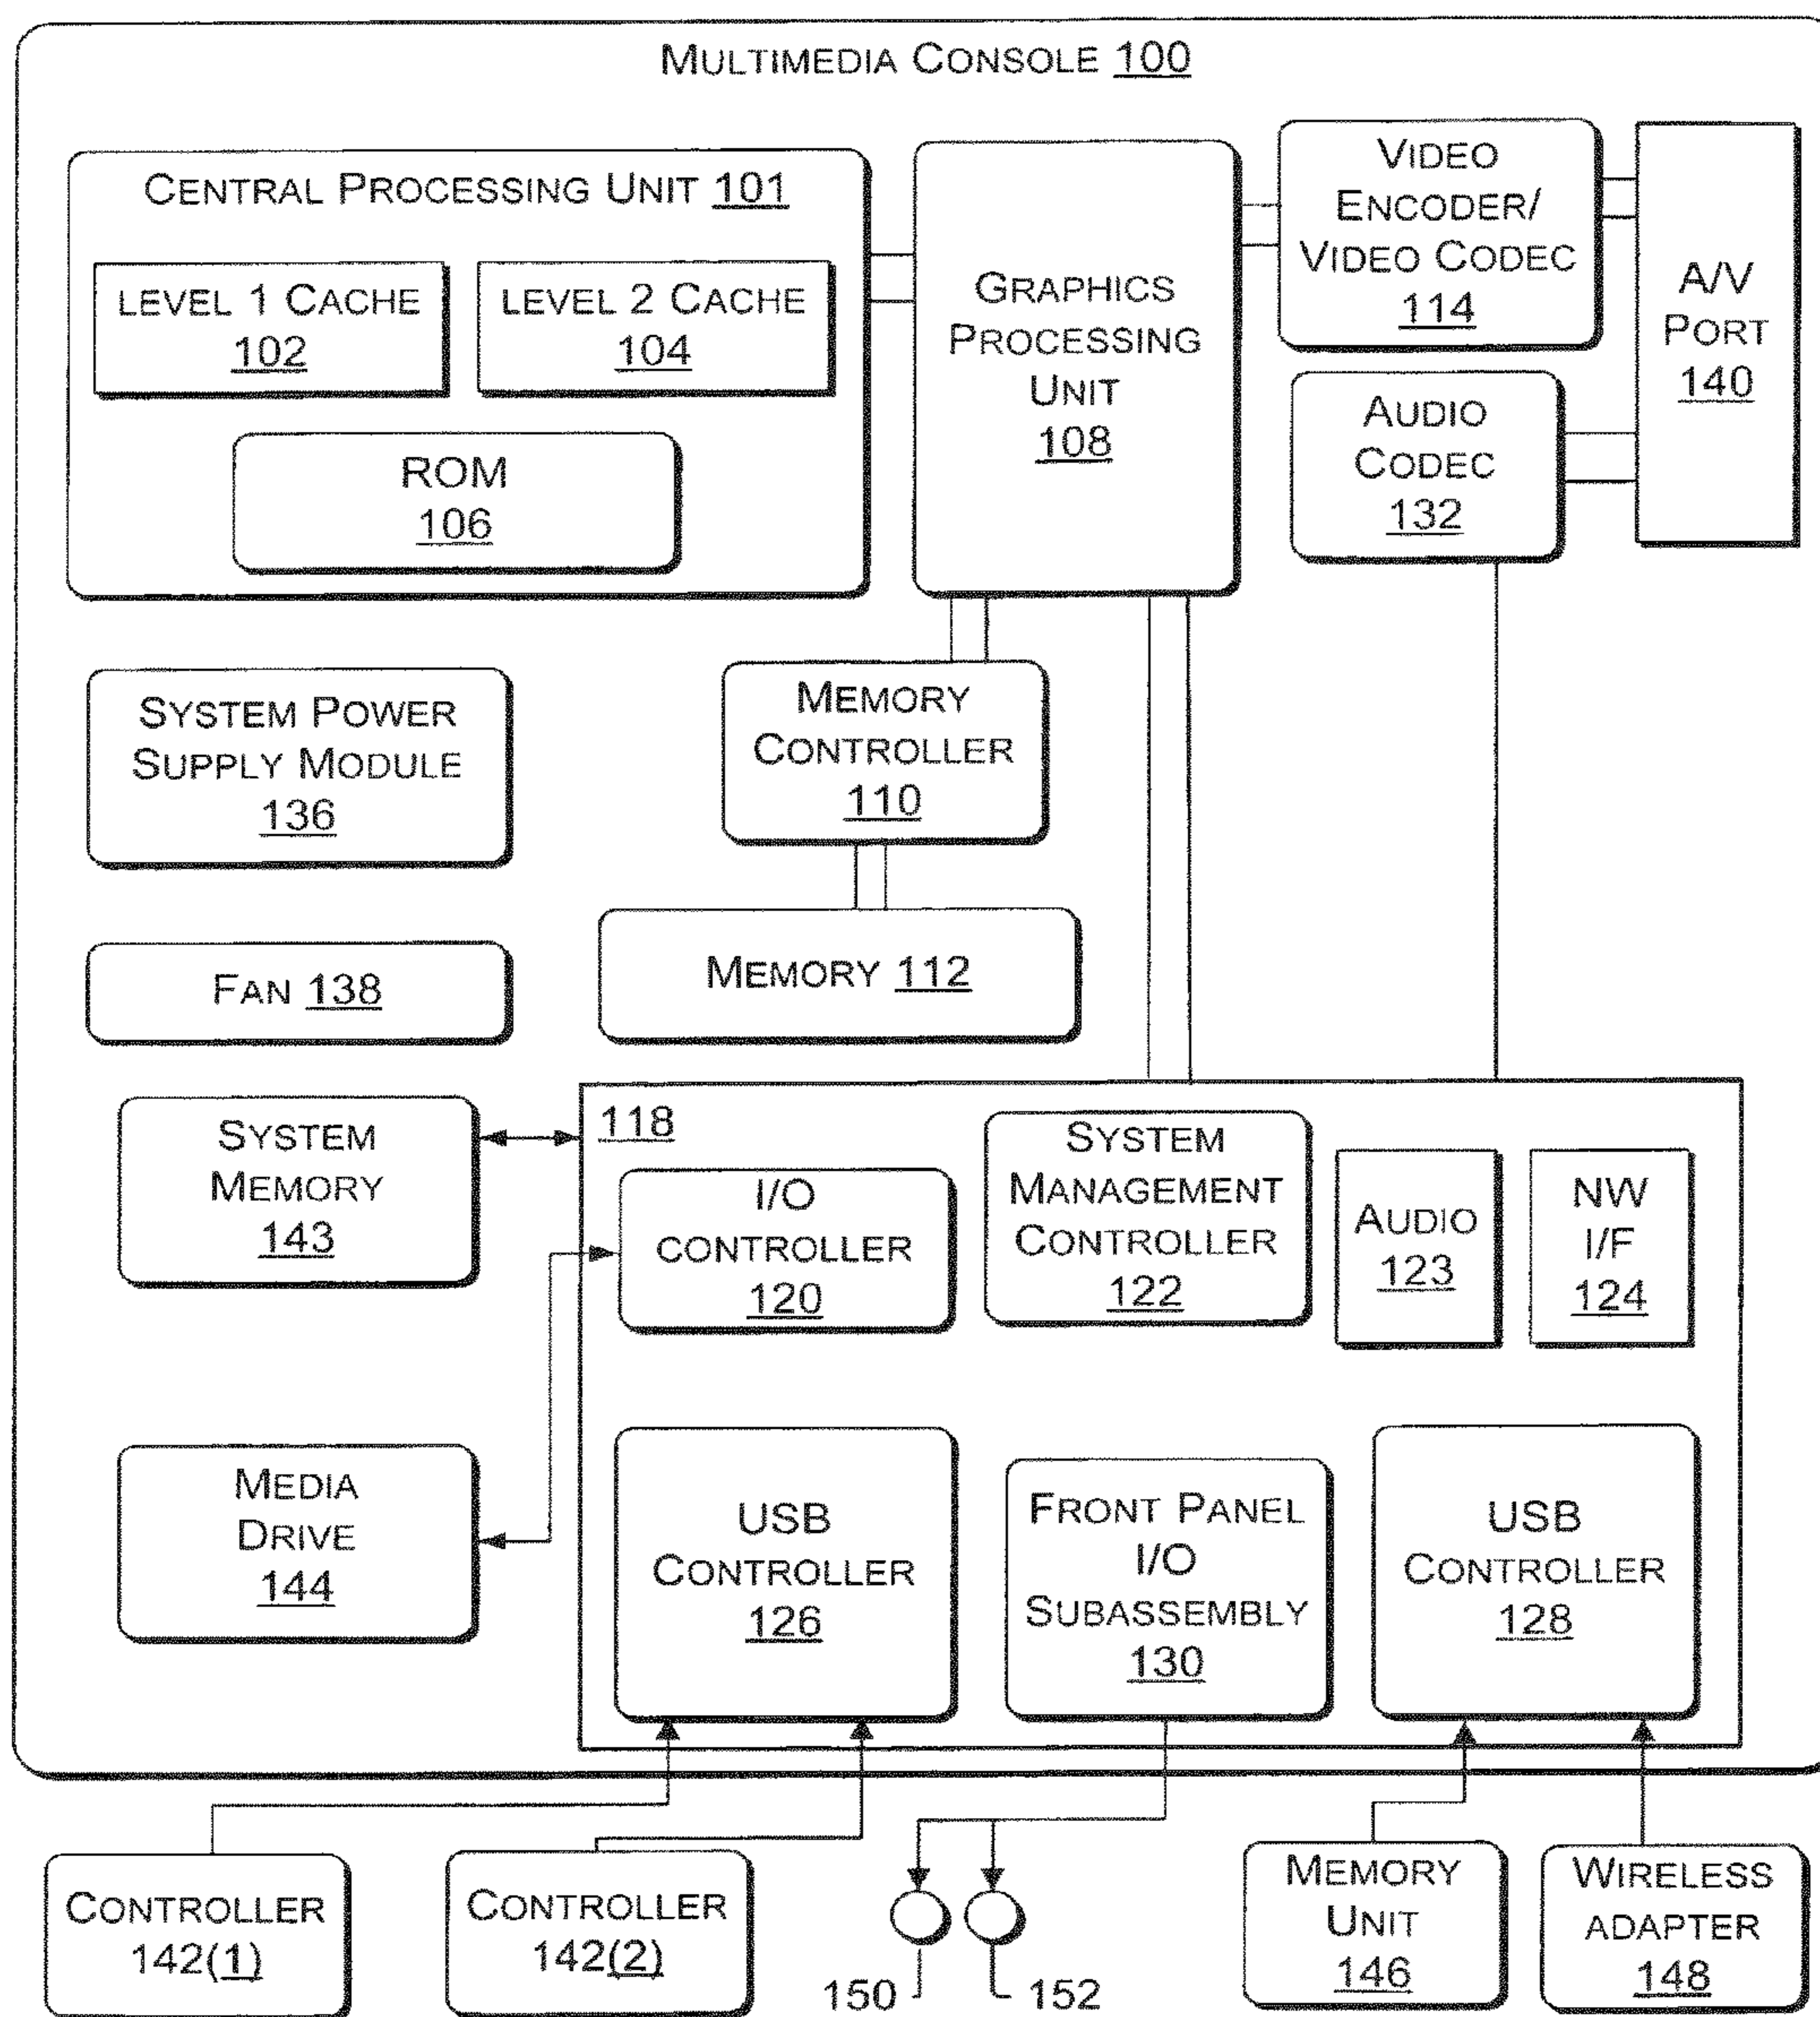 MULTIMEDIA CONSOLE 100
CENTRAL PROCESSING UNIT 101
LEVEL 1 CACHE
102
LEVEL 2 CACHE
104
ROM
106
GRAPHICS
PROCESSING
UNIT
108
VIDEO
ENCODER/
VIDEO CODEC
114
A/V
PORT
140
AUDIO
CODEC
132
SYSTEM POWER
SUPPLY MODULE
136
MEMORY
CONTROLLER
110
FAN 138
MEMORY 112
SYSTEM
MEMORY
143
118
I/O
CONTROLLER
120
SYSTEM
MANAGEMENT
CONTROLLER
122
AUDIO
123
NW
I/F
124
MEDIA
DRIVE
144
USB
CONTROLLER
126
FRONT PANEL
I/O
SUBASSEMBLY
130
USB
CONTROLLER
128
CONTROLLER
142(1)
CONTROLLER
142(2)
150
152
MEMORY
UNIT
146
WIRELESS
ADAPTER
148